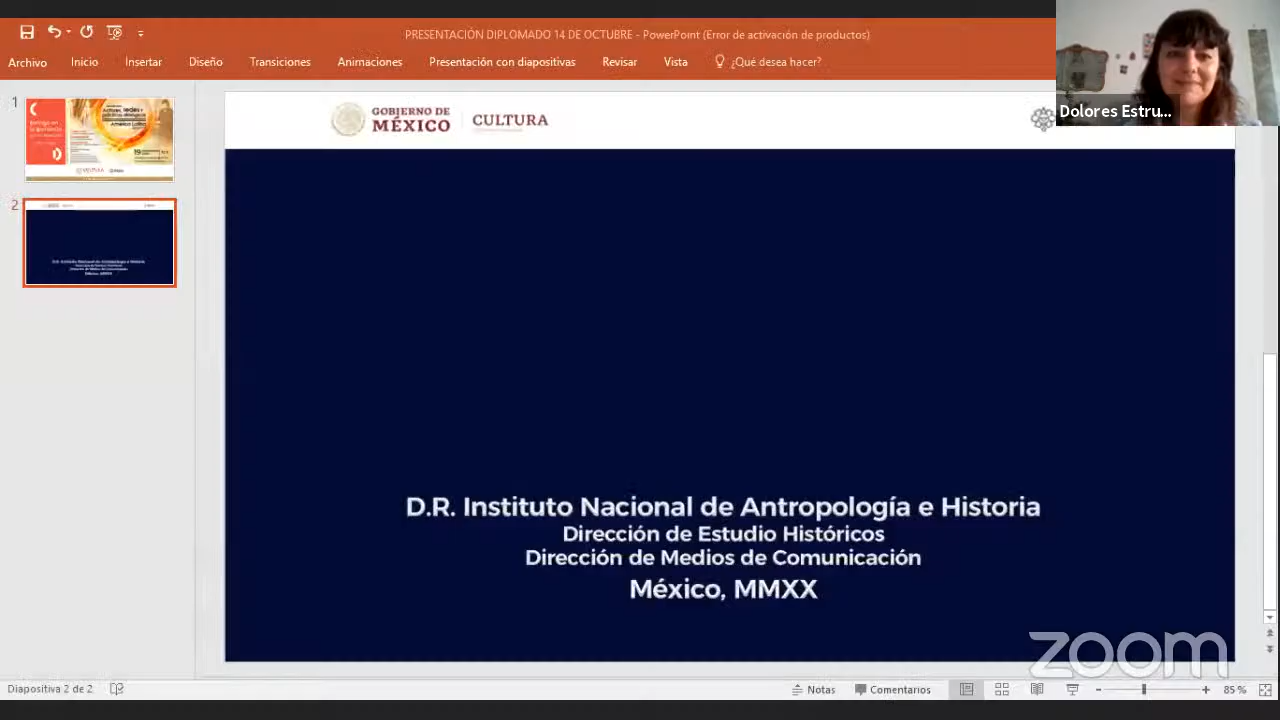 PRESENTACIÓN DIPLOMADO 14 DE OCTUBRE - PowerPoint (Error de activación de productos)
Archivo Inicio Insertar Diseño Transiciones Animaciones Presentación con diapositivas Revisar Vista ¿Qué desea hacer?
Dolores Estru...
1
2
GOBIERNO DE
MÉXICO
CULTURA
D.R. Instituto Nacional de Antropología e Historia
Dirección de Estudio Históricos
Dirección de Medios de Comunicación
México, MMXX
zoom
Diapositiva 2 de 2 Notas Comentarios 85 %